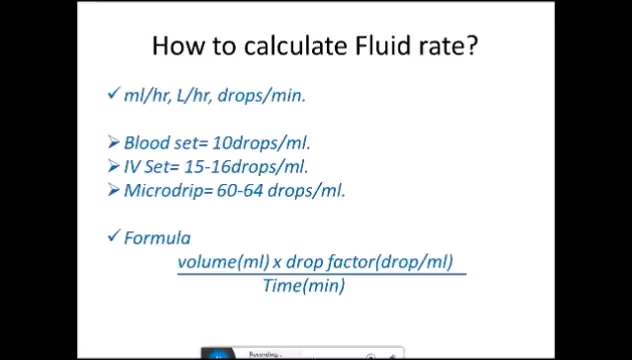 How to calculate Fluid rate?
ml/hr, L/hr, drops/min.
Blood set= 10drops/ml.
IV Set= 15-16drops/ml.
Microdrip= 60-64 drops/ml.
Formula
volume(ml) x drop factor(drop/ml)
Time(min)
Recording...